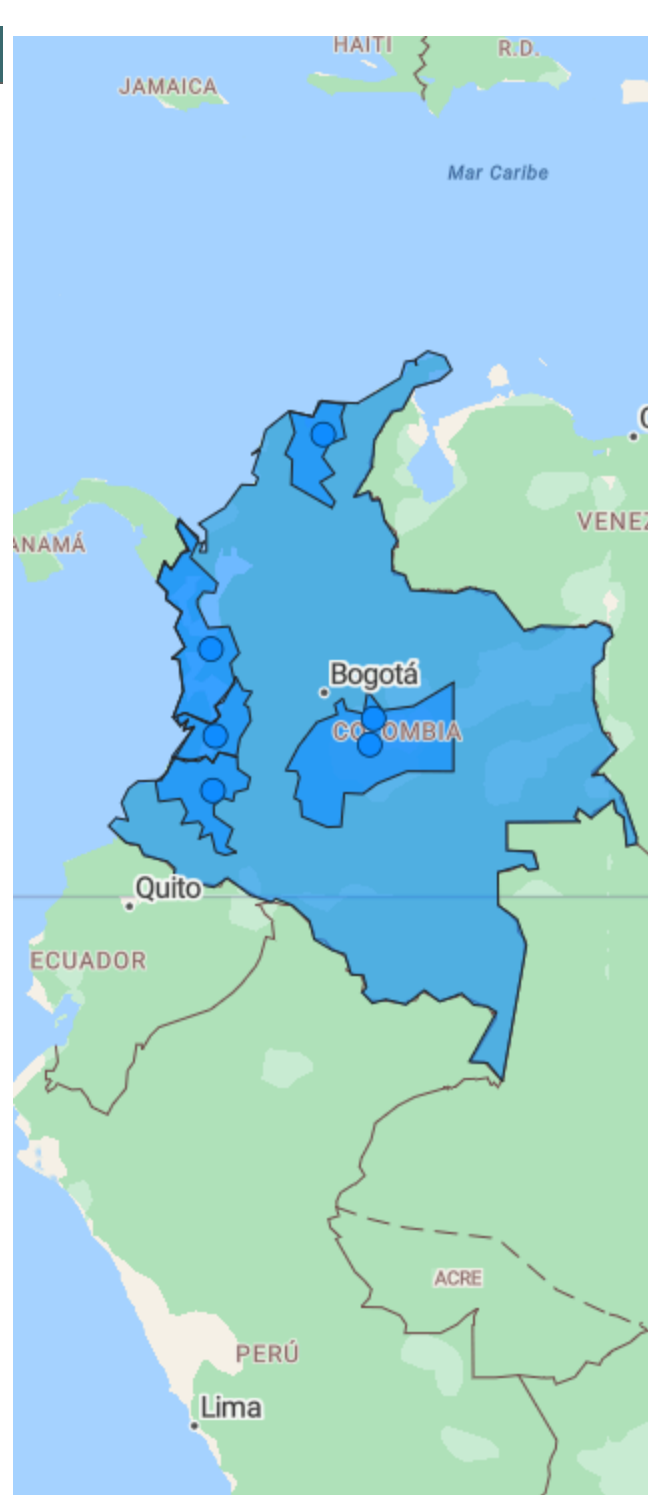 HAITI
R.D.
JAMAICA
Mar Caribe
ANAMÁ
VENEZ
Bogotá
COLOMBIA
Quito
ECUADOR
ACRE
PERÚ
Lima